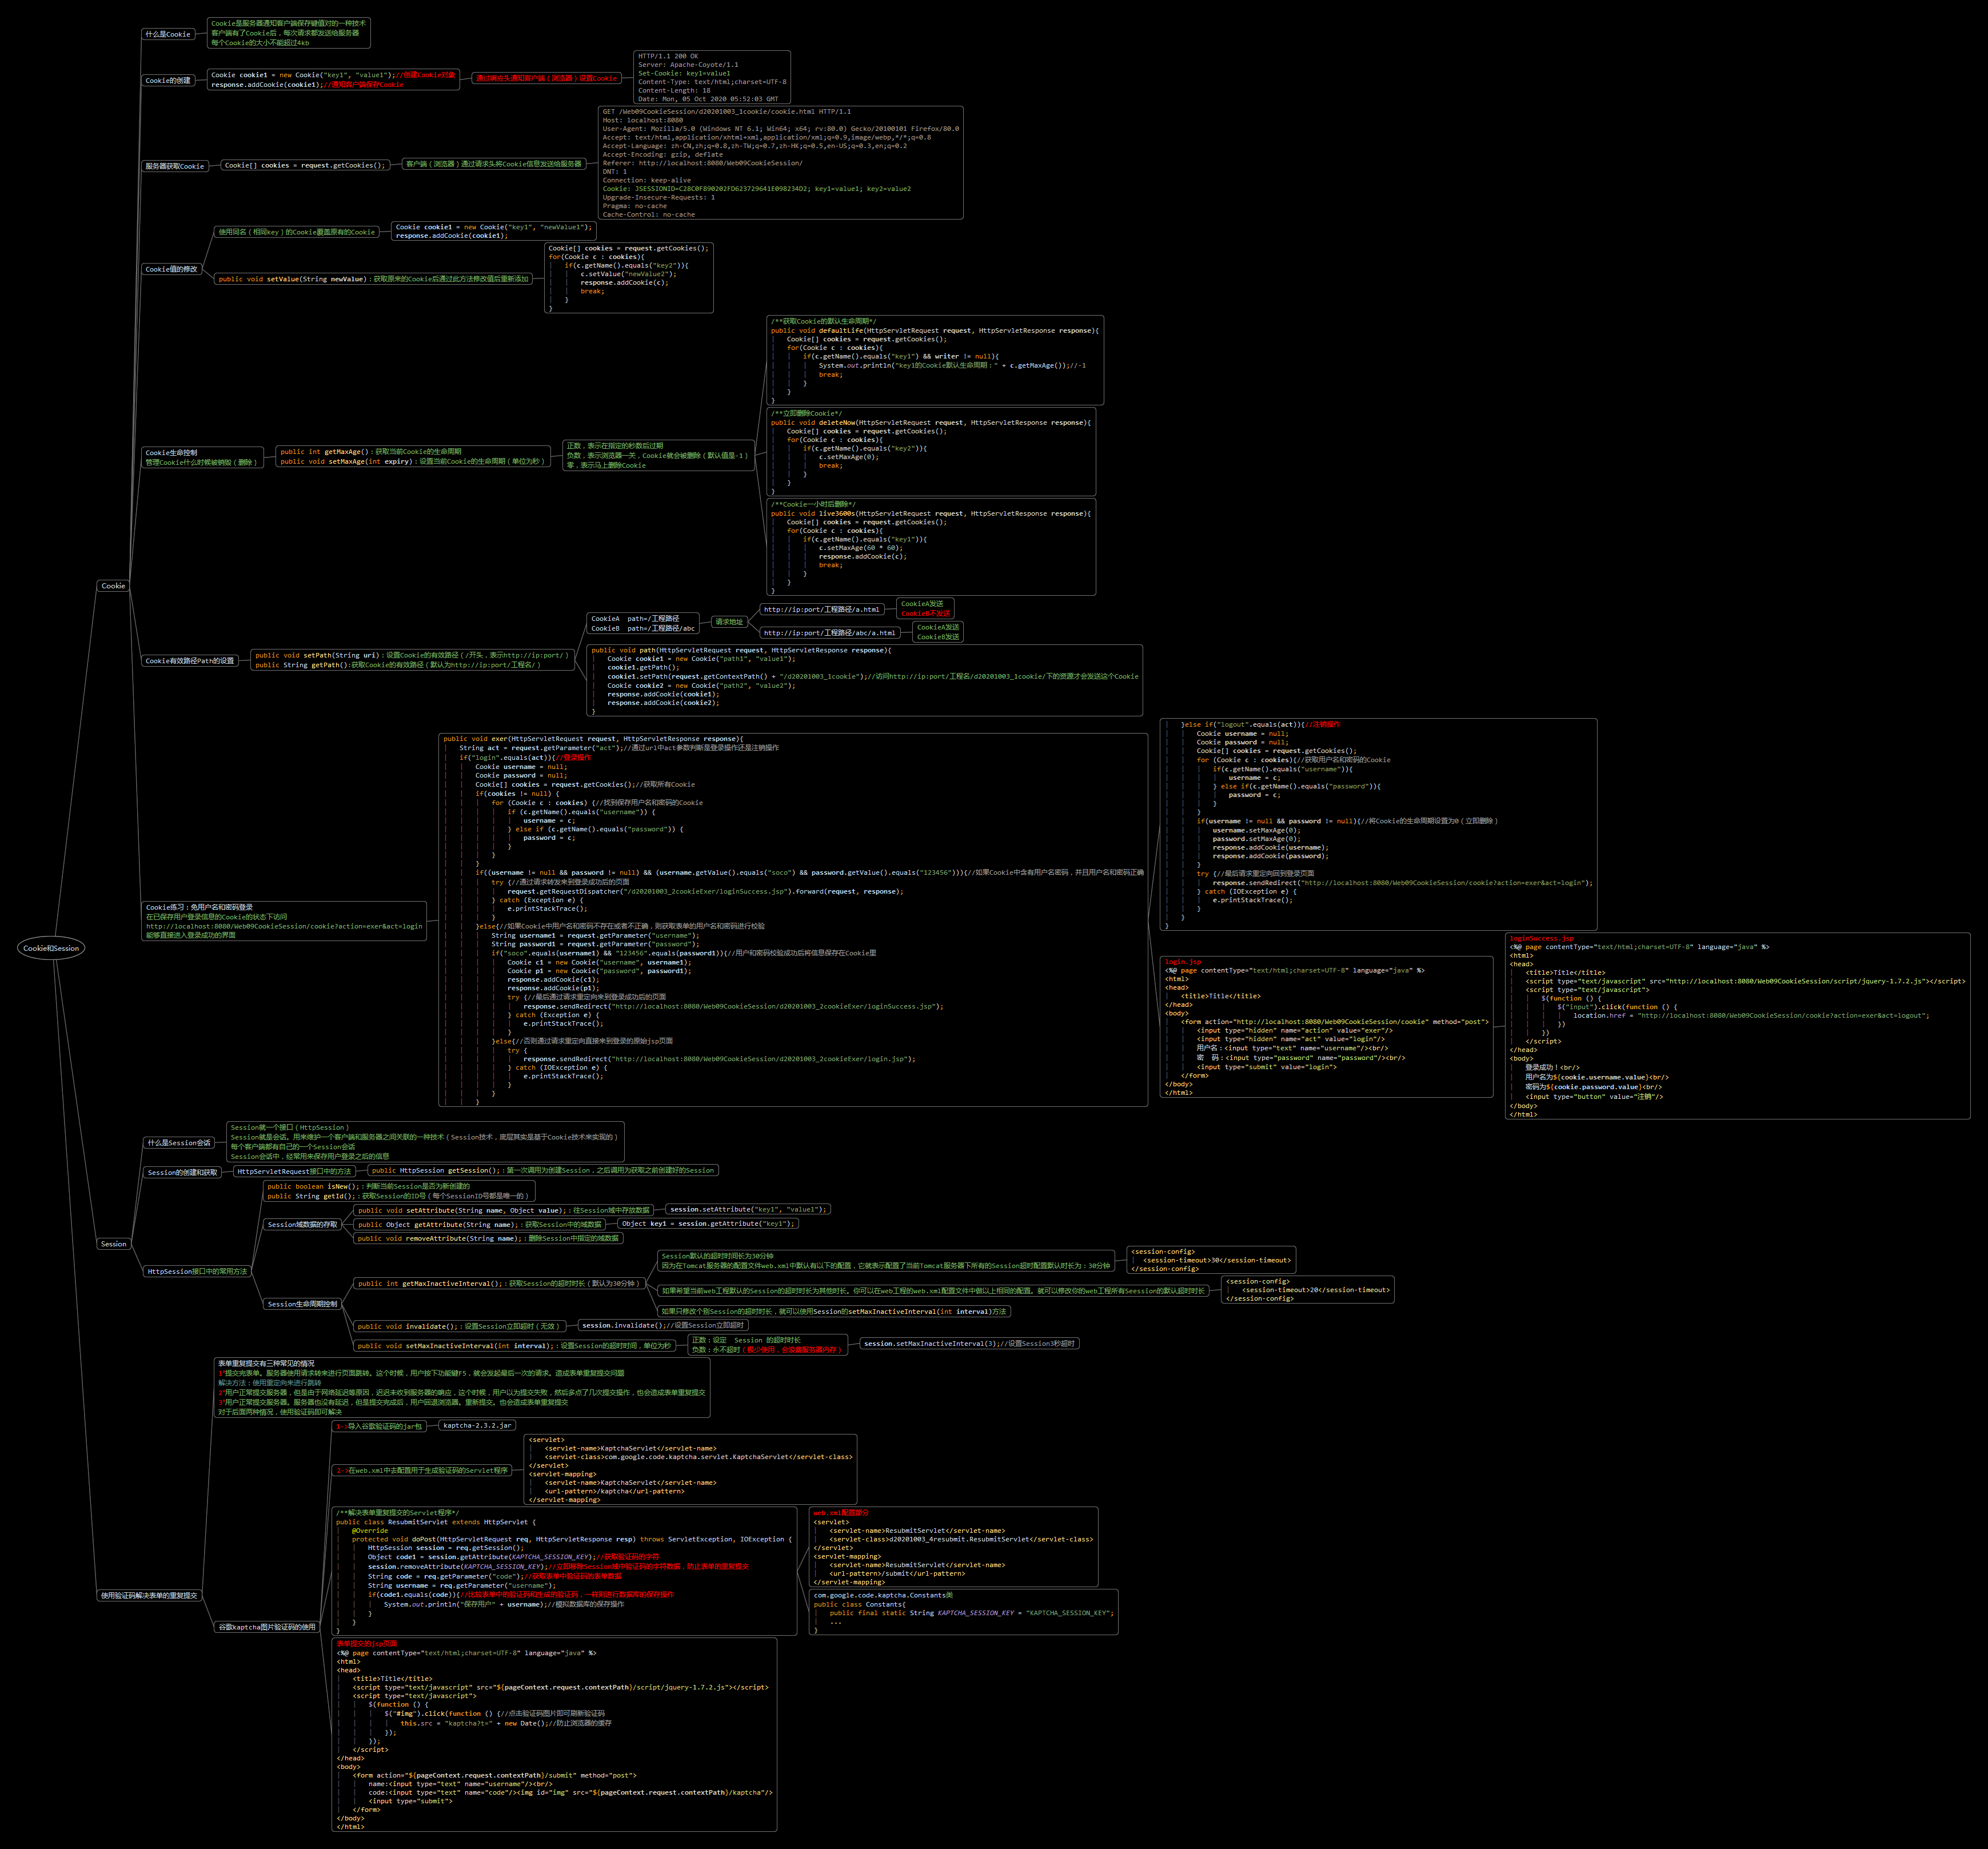 Cookie和Session
Cookie
什么是Cookie
Cookie是服务器通知客户端保存键值对的一种技术
客户端有了Cookie后，每次请求都发送给服务器
每个Cookie的大小不能超过4kb
Cookie的创建
Cookie cookie1 = new Cookie("key1", "value1");//创建Cookie对象
response.addCookie(cookie1);//通知客户端保存Cookie
通过响应头通知客户端（浏览器）设置Cookie
HTTP/1.1 200 OK
Server: Apache-Coyote/1.1
Set-Cookie: key1=value1
Content-Type: text/html;charset=UTF-8
Content-Length: 18
Date: Mon, 05 Oct 2020 05:52:03 GMT
服务器获取Cookie
Cookie[] cookies = request.getCookies();
客户端（浏览器）通过请求头将Cookie信息发送给服务器
GET /Web09CookieSession/d20201003_1cookie/cookie.html HTTP/1.1
Host: localhost:8080
User-Agent: Mozilla/5.0 (Windows NT 6.1; Win64; x64; rv:80.0) Gecko/20100101 Firefox/80.0
Accept: text/html,application/xhtml+xml,application/xml;q=0.9,image/webp,*/*;q=0.8
Accept-Language: zh-CN,zh;q=0.8,zh-TW;q=0.7,zh-HK;q=0.5,en-US;q=0.3,en;q=0.2
Accept-Encoding: gzip, deflate
Referer: http://localhost:8080/Web09CookieSession/
DNT: 1
Connection: keep-alive
Cookie: JSESSIONID=C28C0F890202FD623729641E098234D2; key1=value1; key2=value2
Upgrade-Insecure-Requests: 1
Pragma: no-cache
Cache-Control: no-cache
Cookie值的修改
使用同名（相同key）的Cookie覆盖原有的Cookie
Cookie cookie1 = new Cookie("key1", "newValue1");
response.addCookie(cookie1);
public void setValue(String newValue)：获取原来的Cookie后通过此方法修改值后重新添加
Cookie[] cookies = request.getCookies();
for(Cookie c : cookies){
if(c.getName().equals("key2")){
c.setValue("newValue2");
response.addCookie(c);
break;
}
}
Cookie生命控制
管理Cookie什么时候被销毁（删除）
public int getMaxAge()：获取当前Cookie的生命周期
public void setMaxAge(int expiry)：设置当前Cookie的生命周期（单位为秒）
正数，表示在指定的秒数后过期
负数，表示浏览器一关，Cookie就会被删除（默认值是-1）
零，表示马上删除Cookie
/**获取Cookie的默认生命周期*/
public void defaultLife(HttpServletRequest request, HttpServletResponse response){
Cookie[] cookies = request.getCookies();
for(Cookie c : cookies){
if(c.getName().equals("key1") && writer != null){
System.out.println("key1的Cookie默认生命周期：" + c.getMaxAge());//-1
break;
}
}
}
/**立即删除Cookie*/
public void deleteNow(HttpServletRequest request, HttpServletResponse response){
Cookie[] cookies = request.getCookies();
for(Cookie c : cookies){
if(c.getName().equals("key2")){
c.setMaxAge(0);
break;
}
}
}
/**Cookie一小时后删除*/
public void live3600s(HttpServletRequest request, HttpServletResponse response){
Cookie[] cookies = request.getCookies();
for(Cookie c : cookies){
if(c.getName().equals("key1")){
c.setMaxAge(60 * 60);
response.addCookie(c);
break;
}
}
}
Cookie有效路径Path的设置
public void setPath(String uri)：设置Cookie的有效路径（/开头，表示http://ip:port/）
public String getPath():获取Cookie的有效路径（默认为http://ip:port/工程名/）
CookieA path=/工程路径
CookieB path=/工程路径/abc
请求地址
http://ip:port/工程路径/a.html
CookieA发送
CookieB不发送
http://ip:port/工程路径/abc/a.html
CookieA发送
CookieB发送
public void path(HttpServletRequest request, HttpServletResponse response){
Cookie cookie1 = new Cookie("path1", "value1");
cookie1.getPath();
cookie1.setPath(request.getContextPath() + "/d20201003_1cookie");//访问http://ip:port/工程名/d20201003_1cookie/下的资源才会发送这个Cookie
Cookie cookie2 = new Cookie("path2", "value2");
response.addCookie(cookie1);
response.addCookie(cookie2);
}
Cookie练习：免用户名和密码登录
在已保存用户登录信息的Cookie的状态下访问
http://localhost:8080/Web09CookieSession/cookie?action=exer&act=login
能够直接进入登录成功的界面
public void exer(HttpServletRequest request, HttpServletResponse response){
String act = request.getParameter("act");//通过url中act参数判断是登录操作还是注销操作
if("login".equals(act)){//登录操作
Cookie username = null;
Cookie password = null;
Cookie[] cookies = request.getCookies();//获取所有Cookie
if(cookies != null) {
for (Cookie c : cookies) {//找到保存用户名和密码的Cookie
if (c.getName().equals("username")) {
username = c;
} else if (c.getName().equals("password")) {
password = c;
}
}
}
if((username != null && password != null) && (username.getValue().equals("soco") && password.getValue().equals("123456"))){//如果Cookie中含有用户名密码，并且用户名和密码正确
try {//通过请求转发来到登录成功后的页面
request.getRequestDispatcher("/d20201003_2cookieExer/loginSuccess.jsp").forward(request, response);
} catch (Exception e) {
e.printStackTrace();
}
}else{//如果Cookie中用户名和密码不存在或者不正确，则获取表单的用户名和密码进行校验
String username1 = request.getParameter("username");
String password1 = request.getParameter("password");
if("soco".equals(username1) && "123456".equals(password1)){//用户和密码校验成功后将信息保存在Cookie里
Cookie c1 = new Cookie("username", username1);
Cookie p1 = new Cookie("password", password1);
response.addCookie(c1);
response.addCookie(p1);
try {//最后通过请求重定向来到登录成功后的页面
response.sendRedirect("http://localhost:8080/Web09CookieSession/d20201003_2cookieExer/loginSuccess.jsp");
} catch (Exception e) {
e.printStackTrace();
}
}else{//否则通过请求重定向直接来到登录的原始jsp页面
try {
response.sendRedirect("http://localhost:8080/Web09CookieSession/d20201003_2cookieExer/login.jsp");
} catch (IOException e) {
e.printStackTrace();
}
}
}
}else if("logout".equals(act)){//注销操作
Cookie username = null;
Cookie password = null;
Cookie[] cookies = request.getCookies();
for (Cookie c : cookies){//获取用户名和密码的Cookie
if(c.getName().equals("username")){
username = c;
} else if(c.getName().equals("password")){
password = c;
}
}
if(username != null && password != null){//将Cookie的生命周期设置为0（立即删除）
username.setMaxAge(0);
password.setMaxAge(0);
response.addCookie(username);
response.addCookie(password);
}
try {//最后请求重定向回到登录页面
response.sendRedirect("http://localhost:8080/Web09CookieSession/cookie?action=exer&act=login");
} catch (IOException e) {
e.printStackTrace();
}
}
}
login.jsp
<%@ page contentType="text/html;charset=UTF-8" language="java" %>
<html>
<head>
<title>Title</title>
</head>
<body>
<form action="http://localhost:8080/Web09CookieSession/cookie" method="post">
<input type="hidden" name="action" value="exer"/>
<input type="hidden" name="act" value="login"/>
用户名：<input type="text" name="username"/><br/>
密 码：<input type="password" name="password"/><br/>
<input type="submit" value="login">
</form>
</body>
</html>
loginSuccess.jsp
<%@ page contentType="text/html;charset=UTF-8" language="java" %>
<html>
<head>
<title>Title</title>
<script type="text/javascript" src="http://localhost:8080/Web09CookieSession/script/jquery-1.7.2.js"></script>
<script type="text/javascript">
$(function () {
$("input").click(function () {
location.href = "http://localhost:8080/Web09CookieSession/cookie?action=exer&act=logout";
})
})
</script>
</head>
<body>
登录成功！<br/>
用户名为${cookie.username.value}<br/>
密码为${cookie.password.value}<br/>
<input type="button" value="注销"/>
</body>
</html>
Session
什么是Session会话
Session就一个接口（HttpSession）
Session就是会话。用来维护一个客户端和服务器之间关联的一种技术（Session技术，底层其实是基于Cookie技术来实现的）
每个客户端都有自己的一个Session会话
Session会话中，经常用来保存用户登录之后的信息
Session的创建和获取
HttpServletRequest接口中的方法
public HttpSession getSession();：第一次调用为创建Session，之后调用为获取之前创建好的Session
HttpSession接口中的常用方法
public boolean isNew();：判断当前Session是否为新创建的
public String getId();：获取Session的ID号（每个SessionID号都是唯一的）
Session域数据的存取
public void setAttribute(String name, Object value);：往Session域中存放数据
session.setAttribute("key1", "value1");
public Object getAttribute(String name);：获取Session中的域数据
Object key1 = session.getAttribute("key1");
public void removeAttribute(String name);：删除Session中指定的域数据
Session生命周期控制
public int getMaxInactiveInterval();：获取Session的超时时长（默认为30分钟）
Session默认的超时时间长为30分钟
因为在Tomcat服务器的配置文件web.xml中默认有以下的配置，它就表示配置了当前Tomcat服务器下所有的Session超时配置默认时长为：30分钟
<session-config>
<session-timeout>30</session-timeout>
</session-config>
如果希望当前web工程默认的Session的超时时长为其他时长。你可以在web工程的web.xml配置文件中做以上相同的配置。就可以修改你的web工程所有Seession的默认超时时长
<session-config>
<session-timeout>20</session-timeout>
</session-config>
如果只修改个别Session的超时时长，就可以使用Session的setMaxInactiveInterval(int interval)方法
public void invalidate();：设置Session立即超时（无效）
session.invalidate();//设置Session立即超时
public void setMaxInactiveInterval(int interval);：设置Session的超时时间，单位为秒
正数：设定 Session 的超时时长
负数：永不超时（极少使用，会浪费服务器内存）
session.setMaxInactiveInterval(3);//设置Session3秒超时
使用验证码解决表单的重复提交
表单重复提交有三种常见的情况
1°提交完表单。服务器使用请求转来进行页面跳转。这个时候，用户按下功能键F5，就会发起最后一次的请求。造成表单重复提交问题
解决方法：使用重定向来进行跳转
2°用户正常提交服务器，但是由于网络延迟等原因，迟迟未收到服务器的响应，这个时候，用户以为提交失败，然后多点了几次提交操作，也会造成表单重复提交
3°用户正常提交服务器。服务器也没有延迟，但是提交完成后，用户回退浏览器。重新提交。也会造成表单重复提交
对于后面两种情况，使用验证码即可解决
谷歌kaptcha图片验证码的使用
1->导入谷歌验证码的jar包
kaptcha-2.3.2.jar
2->在web.xml中去配置用于生成验证码的Servlet程序
<servlet>
<servlet-name>KaptchaServlet</servlet-name>
<servlet-class>com.google.code.kaptcha.servlet.KaptchaServlet</servlet-class>
</servlet>
<servlet-mapping>
<servlet-name>KaptchaServlet</servlet-name>
<url-pattern>/kaptcha</url-pattern>
</servlet-mapping>
/**解决表单重复提交的Servlet程序*/
public class ResubmitServlet extends HttpServlet {
@Override
protected void doPost(HttpServletRequest req, HttpServletResponse resp) throws ServletException, IOException {
HttpSession session = req.getSession();
Object code1 = session.getAttribute(KAPTCHA_SESSION_KEY);//获取验证码的字符
session.removeAttribute(KAPTCHA_SESSION_KEY);//立即移除Session域中验证码的字符数据，防止表单的重复提交
String code = req.getParameter("code");//获取表单中验证码的表单数据
String username = req.getParameter("username");
if(code1.equals(code)){//比较表单中的验证码和生成的验证码，一样则进行数据库的保存操作
System.out.println("保存用户" + username);//模拟数据库的保存操作
}
}
}
web.xml配置部分
<servlet>
<servlet-name>ResubmitServlet</servlet-name>
<servlet-class>d20201003_4resubmit.ResubmitServlet</servlet-class>
</servlet>
<servlet-mapping>
<servlet-name>ResubmitServlet</servlet-name>
<url-pattern>/submit</url-pattern>
</servlet-mapping>
com.google.code.kaptcha.Constants类
public class Constants{
public final static String KAPTCHA_SESSION_KEY = "KAPTCHA_SESSION_KEY";
...
}
表单提交的jsp页面
<%@ page contentType="text/html;charset=UTF-8" language="java" %>
<html>
<head>
<title>Title</title>
<script type="text/javascript" src="${pageContext.request.contextPath}/script/jquery-1.7.2.js"></script>
<script type="text/javascript">
$(function () {
$("#img").click(function () {//点击验证码图片即可刷新验证码
this.src = "kaptcha?t=" + new Date();//防止浏览器的缓存
});
});
</script>
</head>
<body>
<form action="${pageContext.request.contextPath}/submit" method="post">
name:<input type="text" name="username"/><br/>
code:<input type="text" name="code"/><img id="img" src="${pageContext.request.contextPath}/kaptcha"/>
<input type="submit">
</form>
</body>
</html>